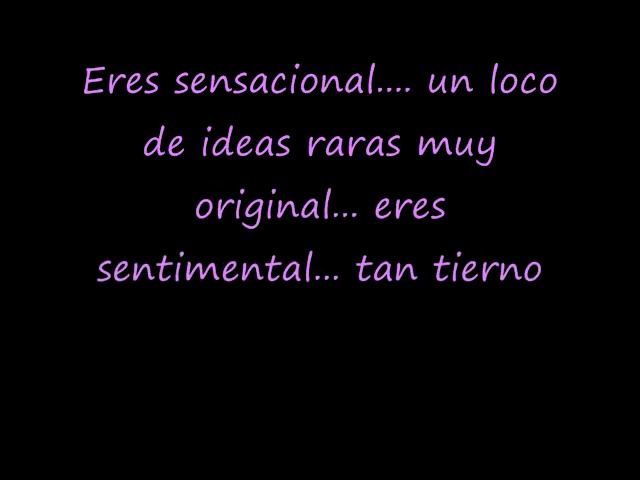 Eres sensacional.... un loco
de ideas raras muy
original... eres
sentimental... tan tierno